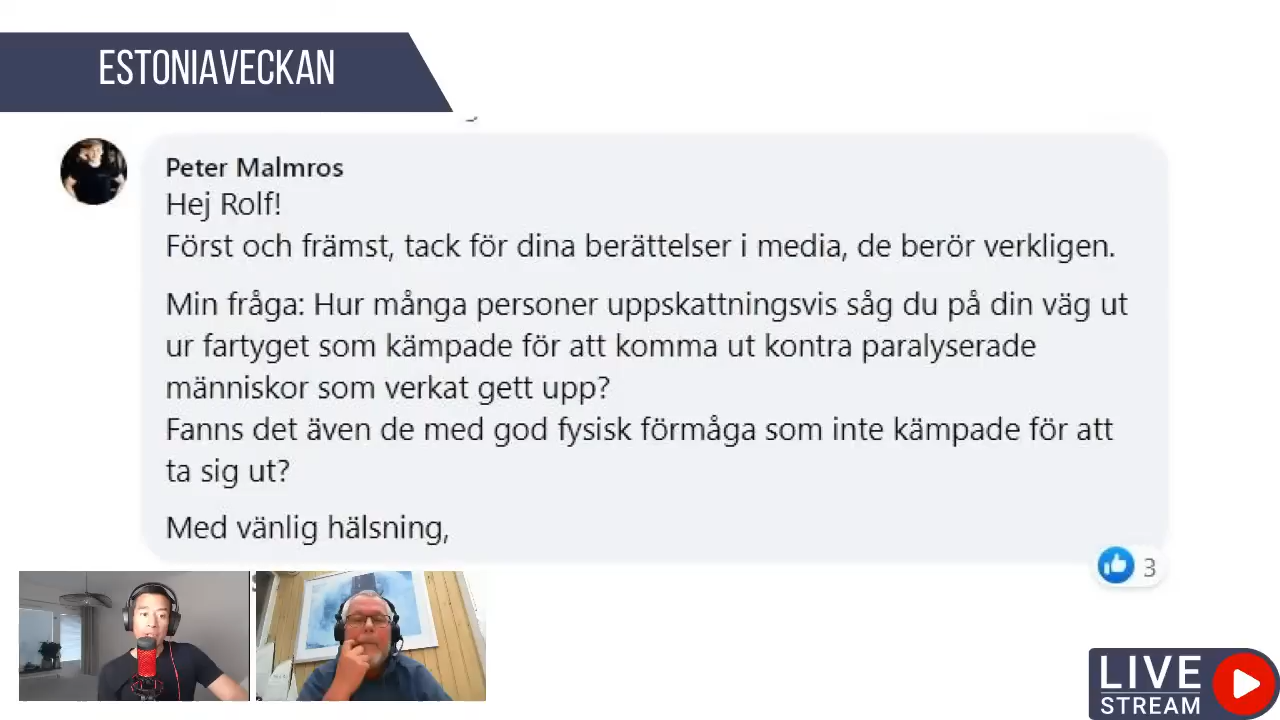 ESTONIAVECKAN
Peter Malmros
Hej Rolf!
Först och främst, tack för dina berättelser i media, de berör verkligen.
Min fråga: Hur många personer uppskattningsvis såg du på din väg ut
ur fartyget som kämpade för att komma ut kontra paralyserade
människor som verkat gett upp?
Fanns det även de med god fysisk förmåga som inte kämpade för att
ta sig ut?
Med vänlig hälsning,
3
LIVE
STREAM